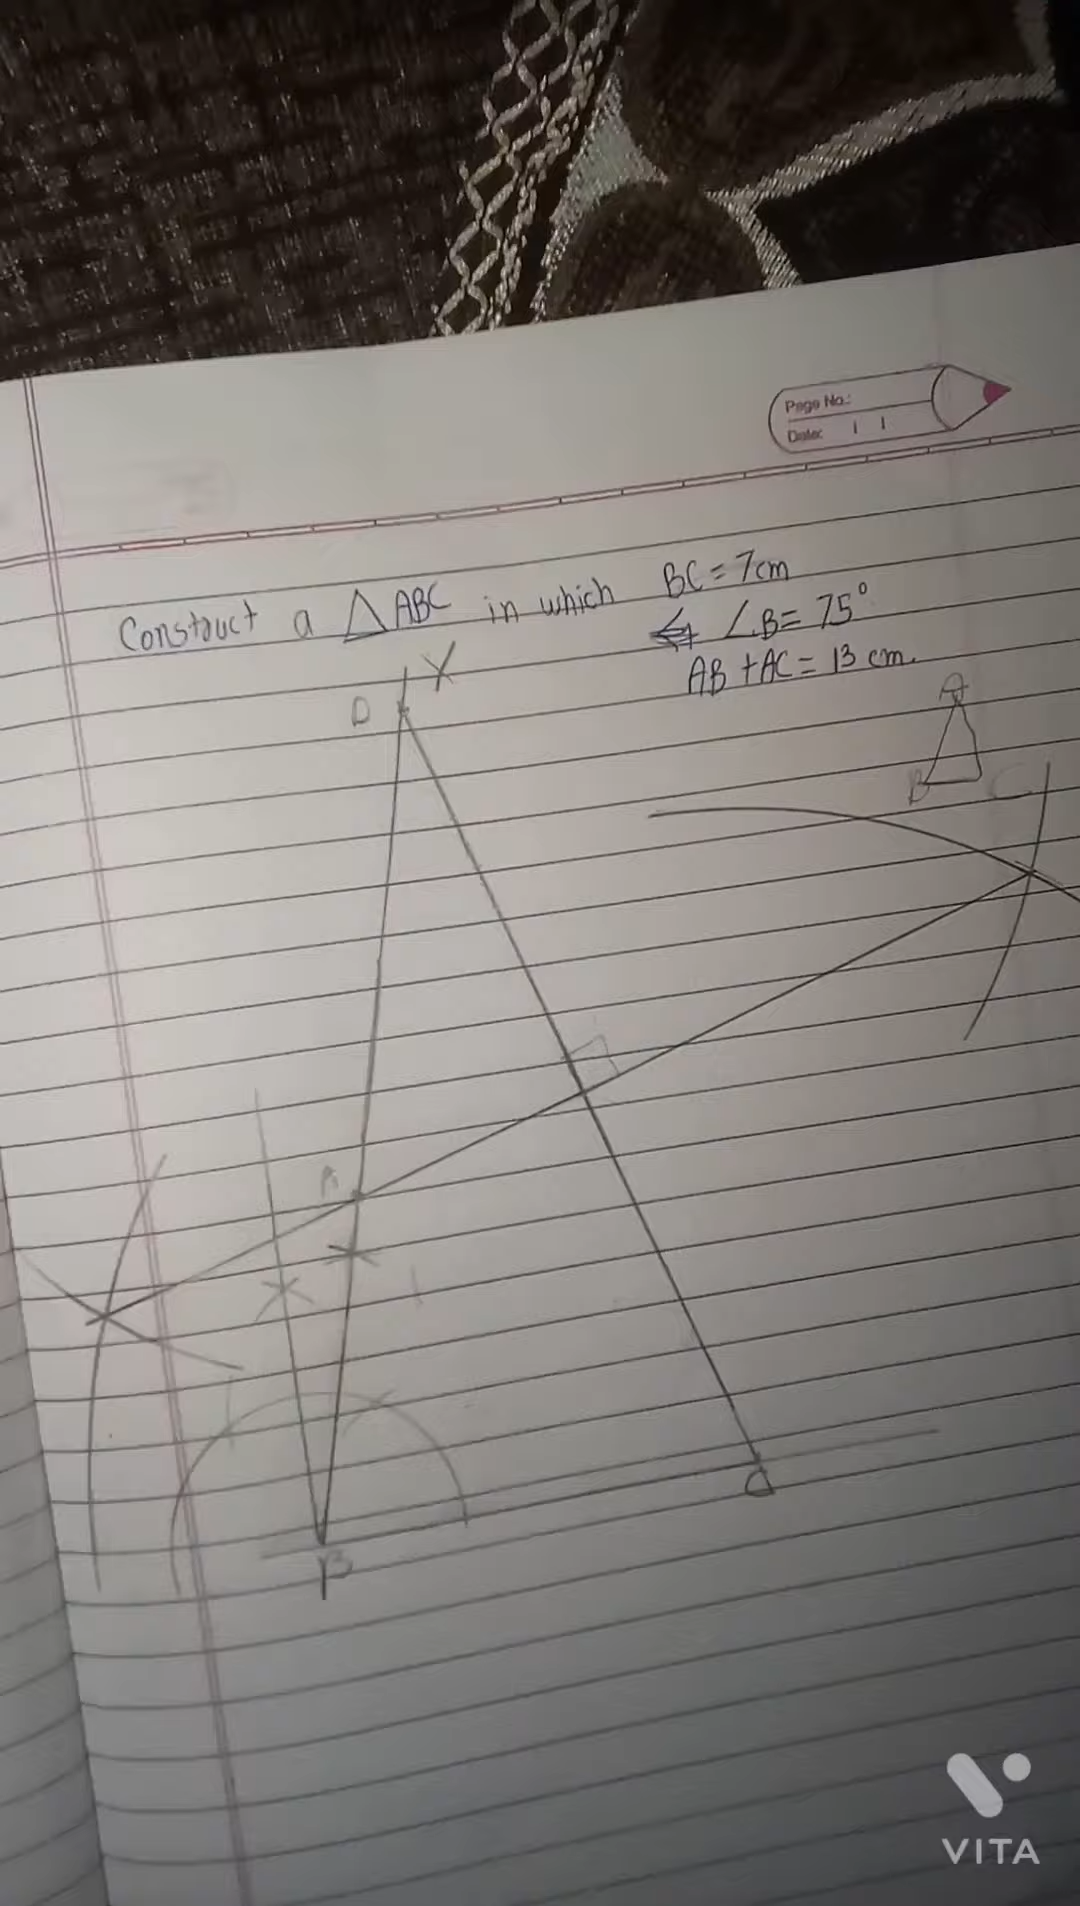 Page No.:
Date:
Construct a △ ABC in which BC = 7cm
∠B = 75°
AB + AC = 13 cm.
D X
A
B C
A
C
B
VITA